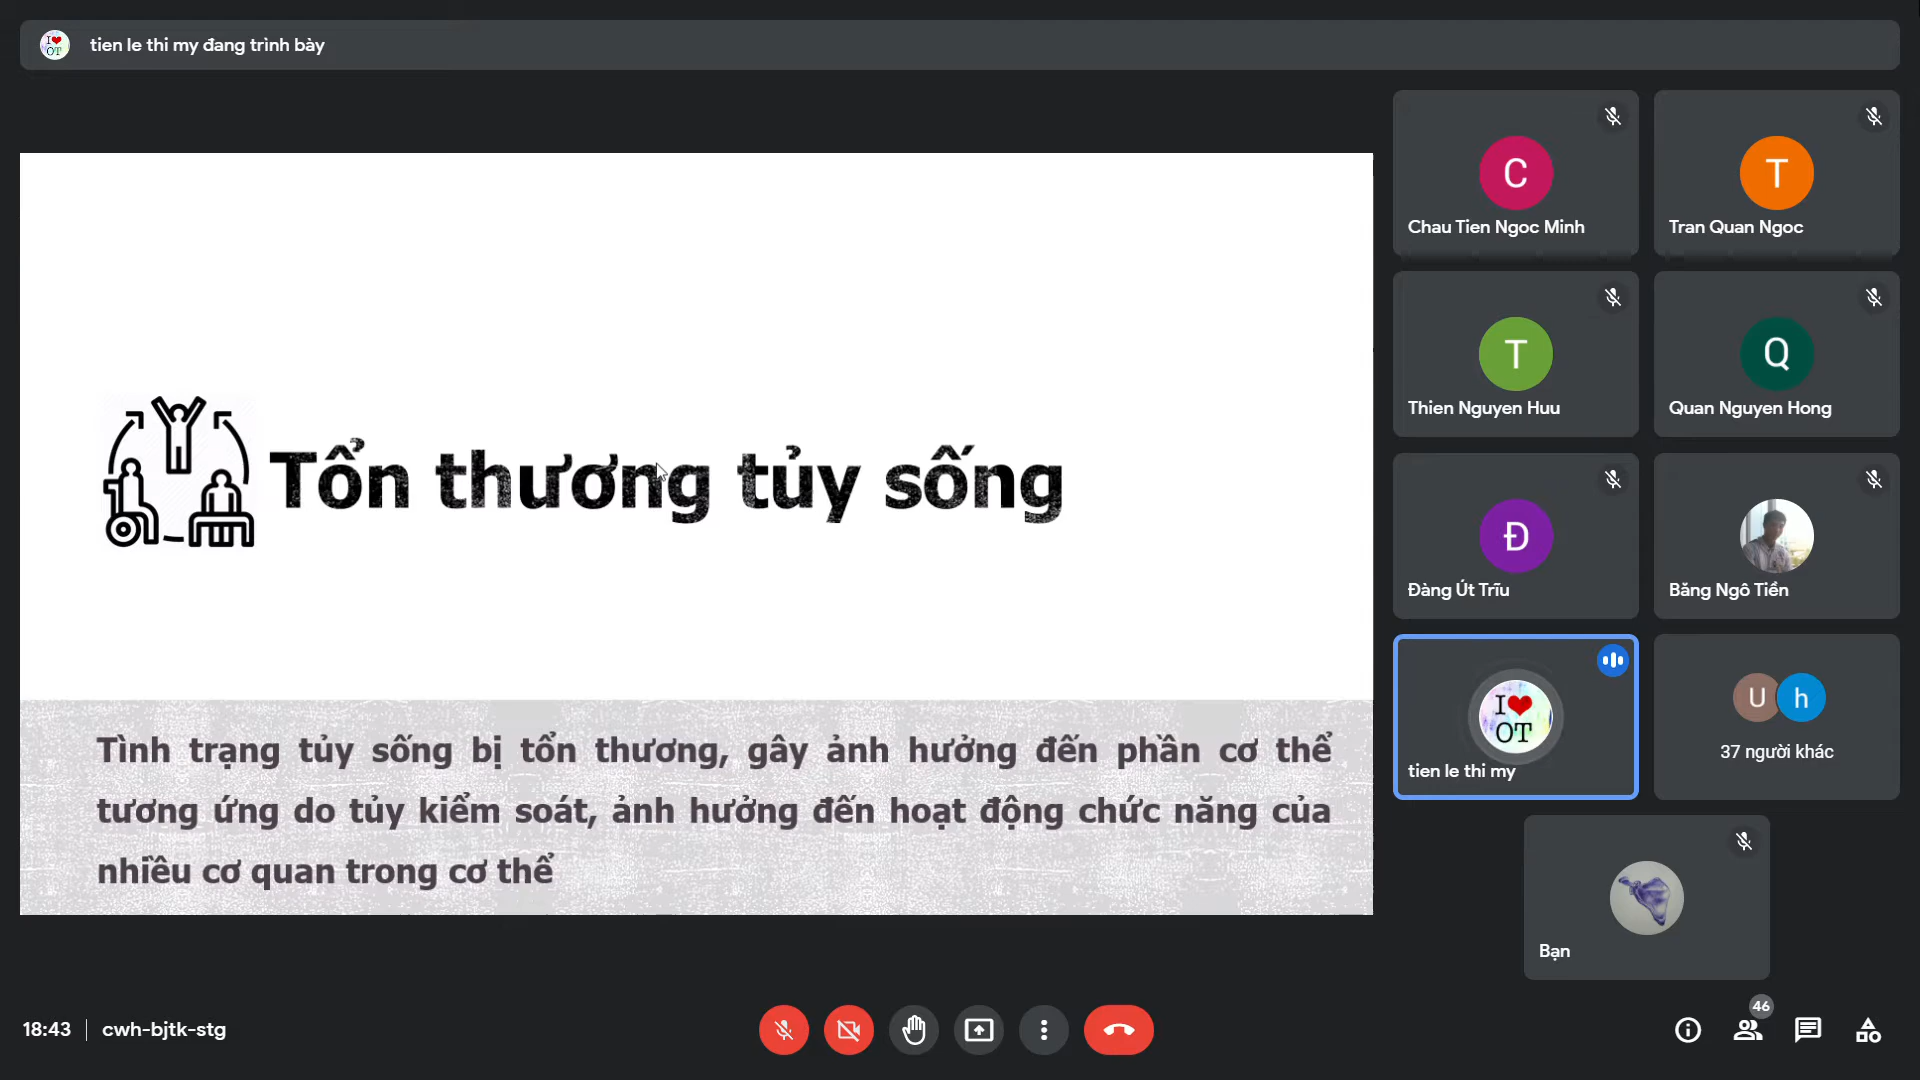 I❤OT
tien le thi my đang trình bày
Tổn thương tủy sống
Tình trạng tủy sống bị tổn thương, gây ảnh hưởng đến phần cơ thể
tương ứng do tủy kiểm soát, ảnh hưởng đến hoạt động chức năng của
nhiều cơ quan trong cơ thể
C
Chau Tien Ngoc Minh
T
Tran Quan Ngoc
T
Thien Nguyen Huu
Q
Quan Nguyen Hong
Đ
Đàng Út Trĩu
Băng Ngô Tiền
I❤
OT
tien le thi my
U h
37 người khác
Bạn
18:43 | cwh-bjtk-stg
46